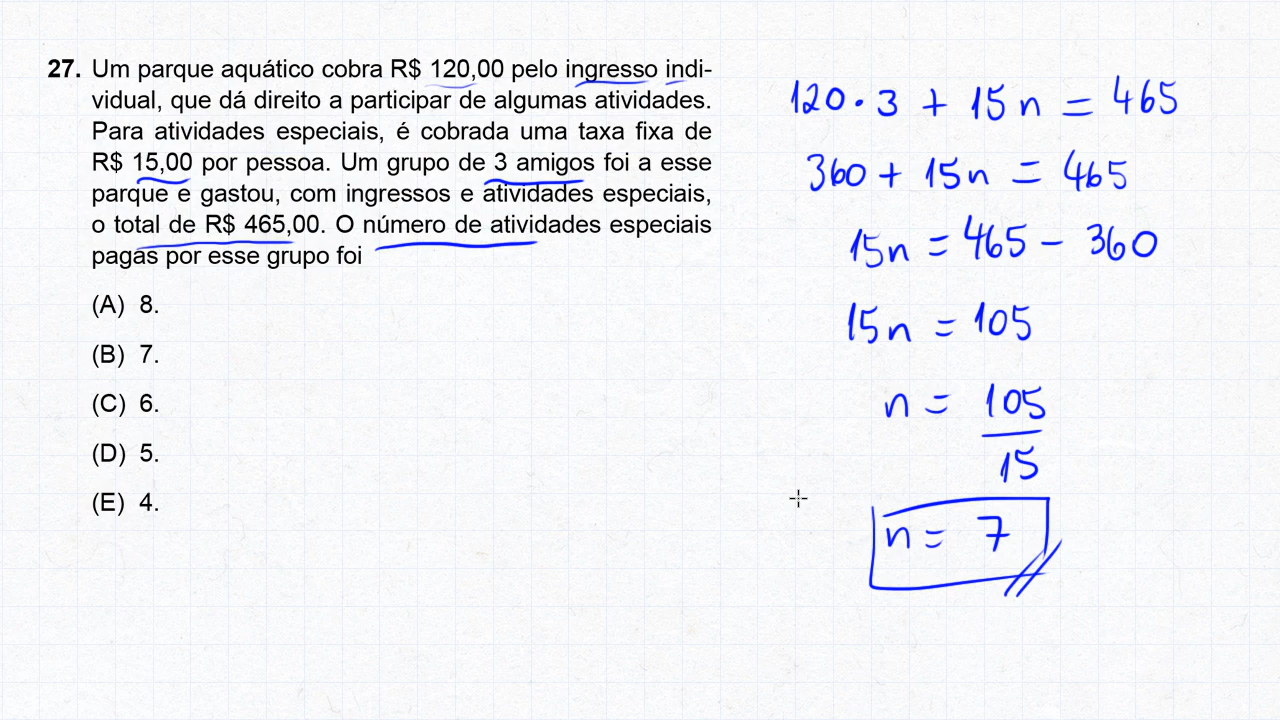 27. Um parque aquático cobra R$ 120,00 pelo ingresso indi-
vidual, que dá direito a participar de algumas atividades.
Para atividades especiais, é cobrada uma taxa fixa de
R$ 15,00 por pessoa. Um grupo de 3 amigos foi a esse
parque e gastou, com ingressos e atividades especiais,
o total de R$ 465,00. O número de atividades especiais
pagas por esse grupo foi
(A) 8.
(B) 7.
(C) 6.
(D) 5.
(E) 4.
120 · 3 + 15n = 465
360 + 15n = 465
15n = 465 - 360
15n = 105
n = 105
15
n = 7